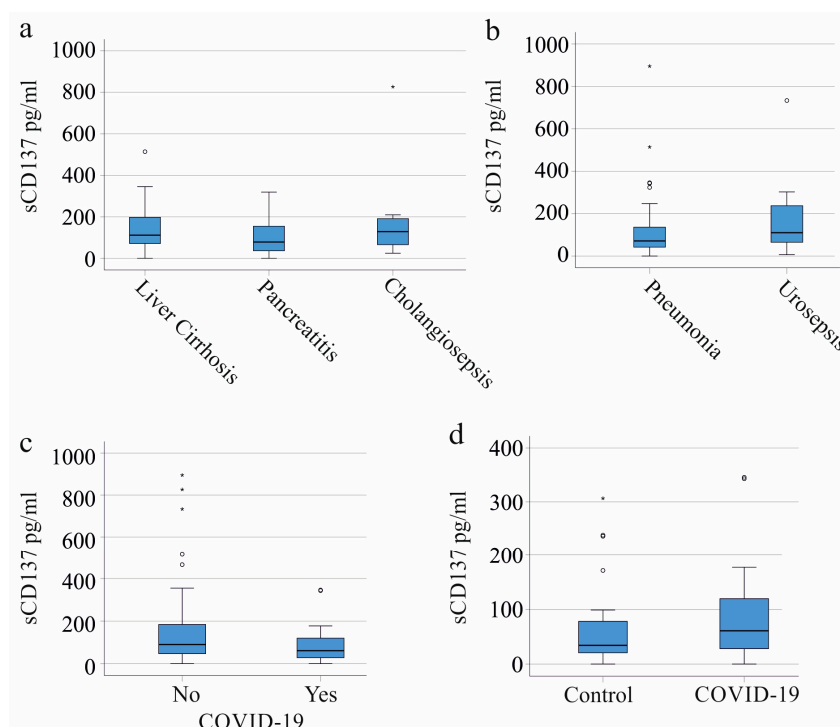 a
sCD137 pg/ml
1000
800
600
400
200
0
Liver Cirrhosis
Pancreatitis
Cholangiosepsis
b
sCD137 pg/ml
1000
800
600
400
200
0
Pneumonia
Urosepsis
c
sCD137 pg/ml
1000
800
600
400
200
0
No
Yes
COVID-19
d
sCD137 pg/ml
400
300
200
100
0
Control
COVID-19